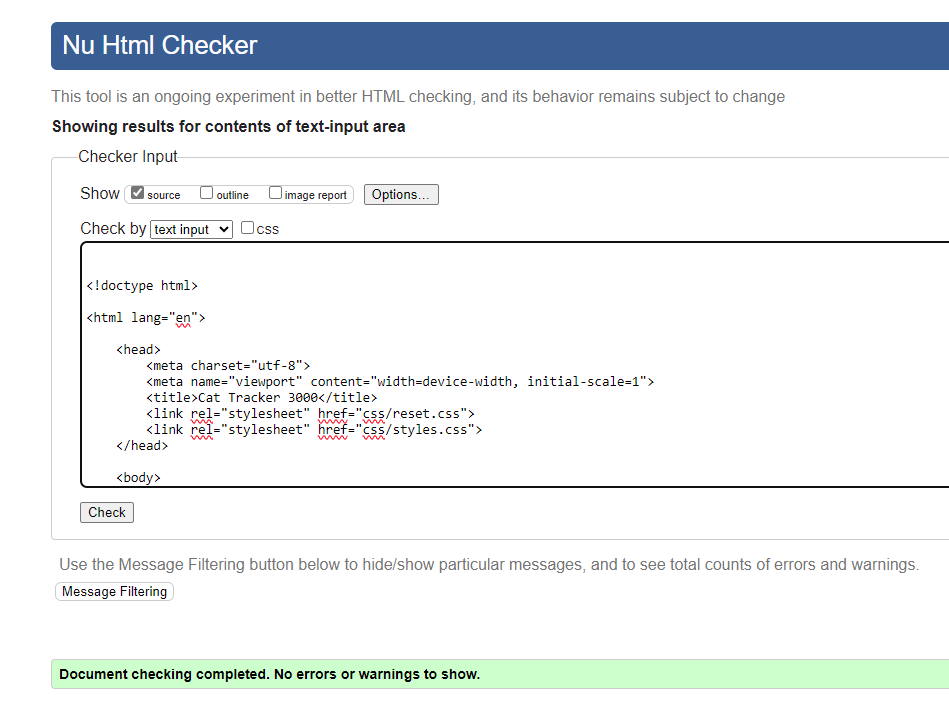 Nu Html Checker
This tool is an ongoing experiment in better HTML checking, and its behavior remains subject to change
Showing results for contents of text-input area
Checker Input
Show source outline image report Options...
Check by text input css
<!doctype html>
<html lang="en">
<head>
<meta charset="utf-8">
<meta name="viewport" content="width=device-width, initial-scale=1">
<title>Cat Tracker 3000</title>
<link rel="stylesheet" href="css/reset.css">
<link rel="stylesheet" href="css/styles.css">
</head>
<body>
Check
Use the Message Filtering button below to hide/show particular messages, and to see total counts of errors and warnings.
Message Filtering
Document checking completed. No errors or warnings to show.